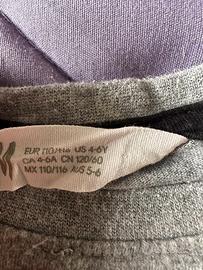 EUR 110/116 US 4-6Y
CA 4-6A CN 120/60
MX 110/116 AUS 5-6